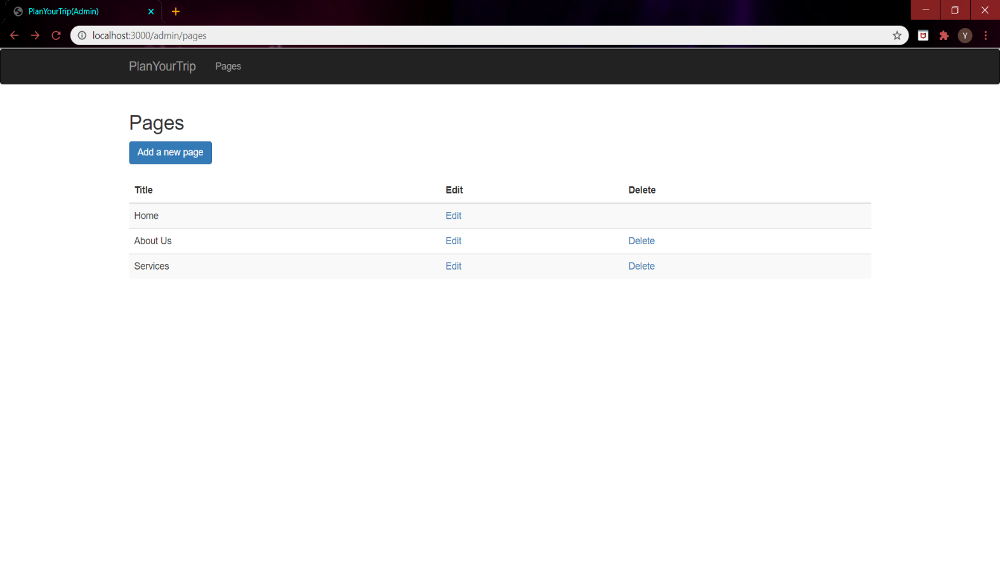 PlanYourTrip(Admin)
localhost:3000/admin/pages
Y
PlanYourTrip Pages
Pages
Add a new page
Title Edit Delete
Home Edit
About Us Edit Delete
Services Edit Delete